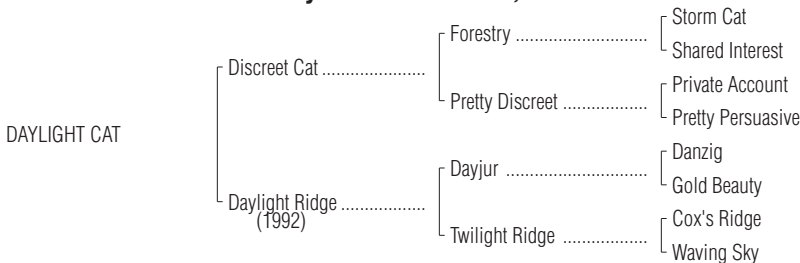 Storm Cat
Forestry ..............................
Shared Interest
Discreet Cat ......................
Private Account
Pretty Discreet ...................
Pretty Persuasive
DAYLIGHT CAT
Danzig
Dayjur ................................
Gold Beauty
Daylight Ridge ..................
(1992)
Cox's Ridge
Twilight Ridge ...................
Waving Sky